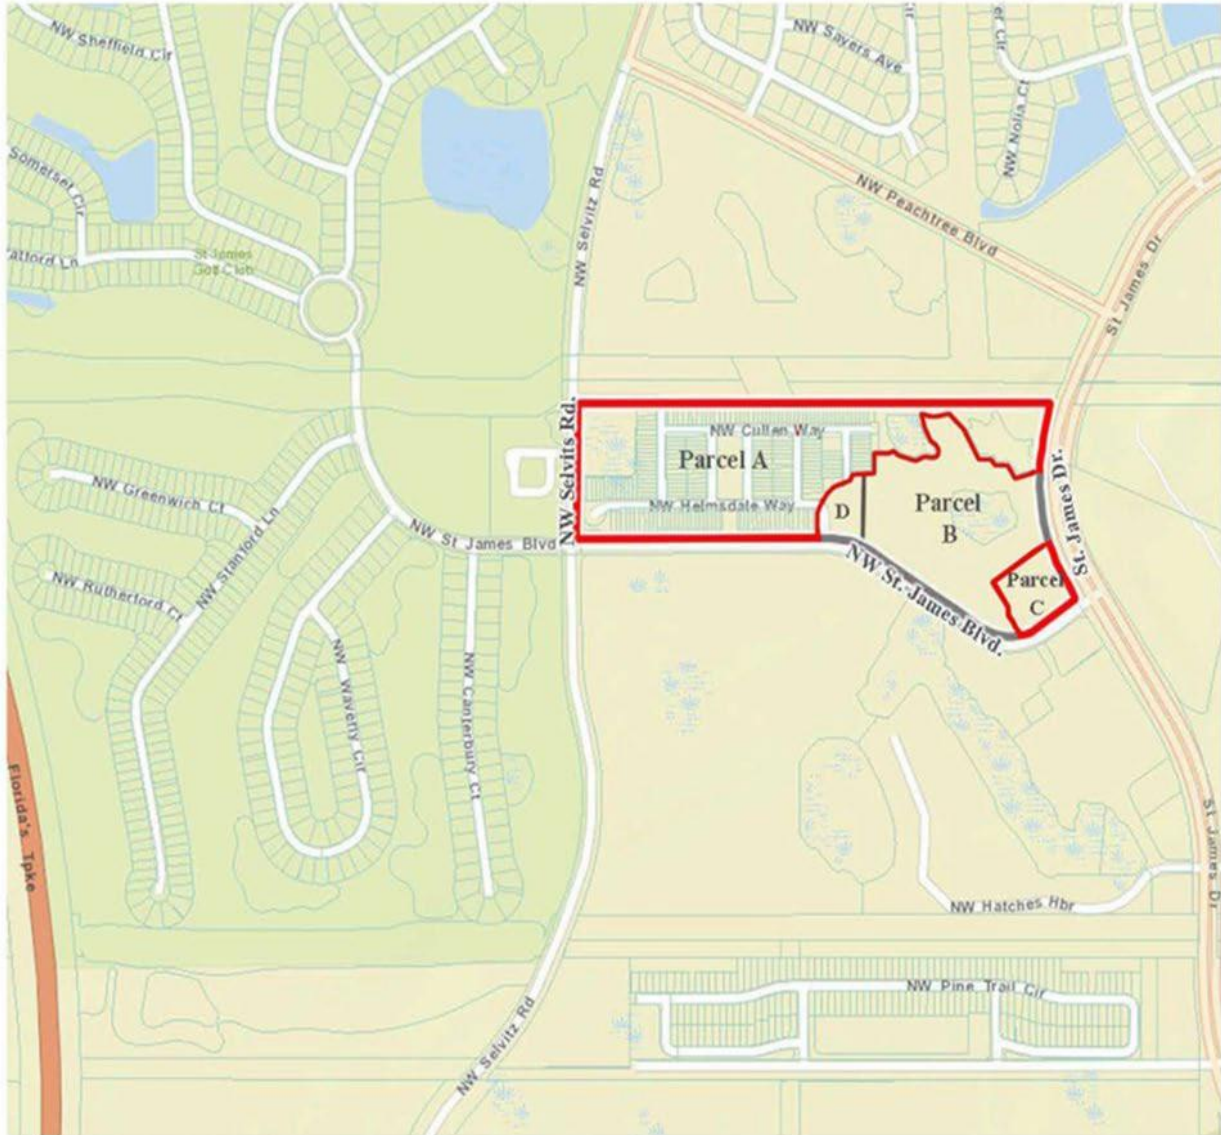 NW Sheffield Cir
NW Sayers Ave
Somerset Cir
NW Nolia Ct
NW Selvitz Rd
NW Peachtree Blvd
St James Dr
St James
Golf Club
NW Selvits Rd.
NW Cullen Way
Parcel A
NW Helmsdale Way
D
Parcel
B
St. James Dr.
NW Greenwich Ct
NW Stanford Ln
NW St James Blvd
NW St. James Blvd.
Parcel
C
NW Rutherford Ct
NW Waverly Cir
NW Canterbury Ct
Florida's Tpke
St James Dr
NW Hatches Hbr
NW Pine Trail Cir
NW Selvitz Rd